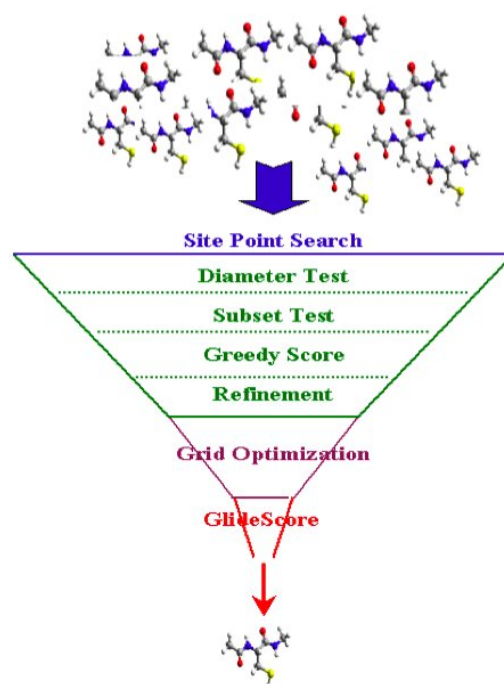 Site Point Search
Diameter Test
Subset Test
Greedy Score
Refinement
Grid Optimization
GlideScore